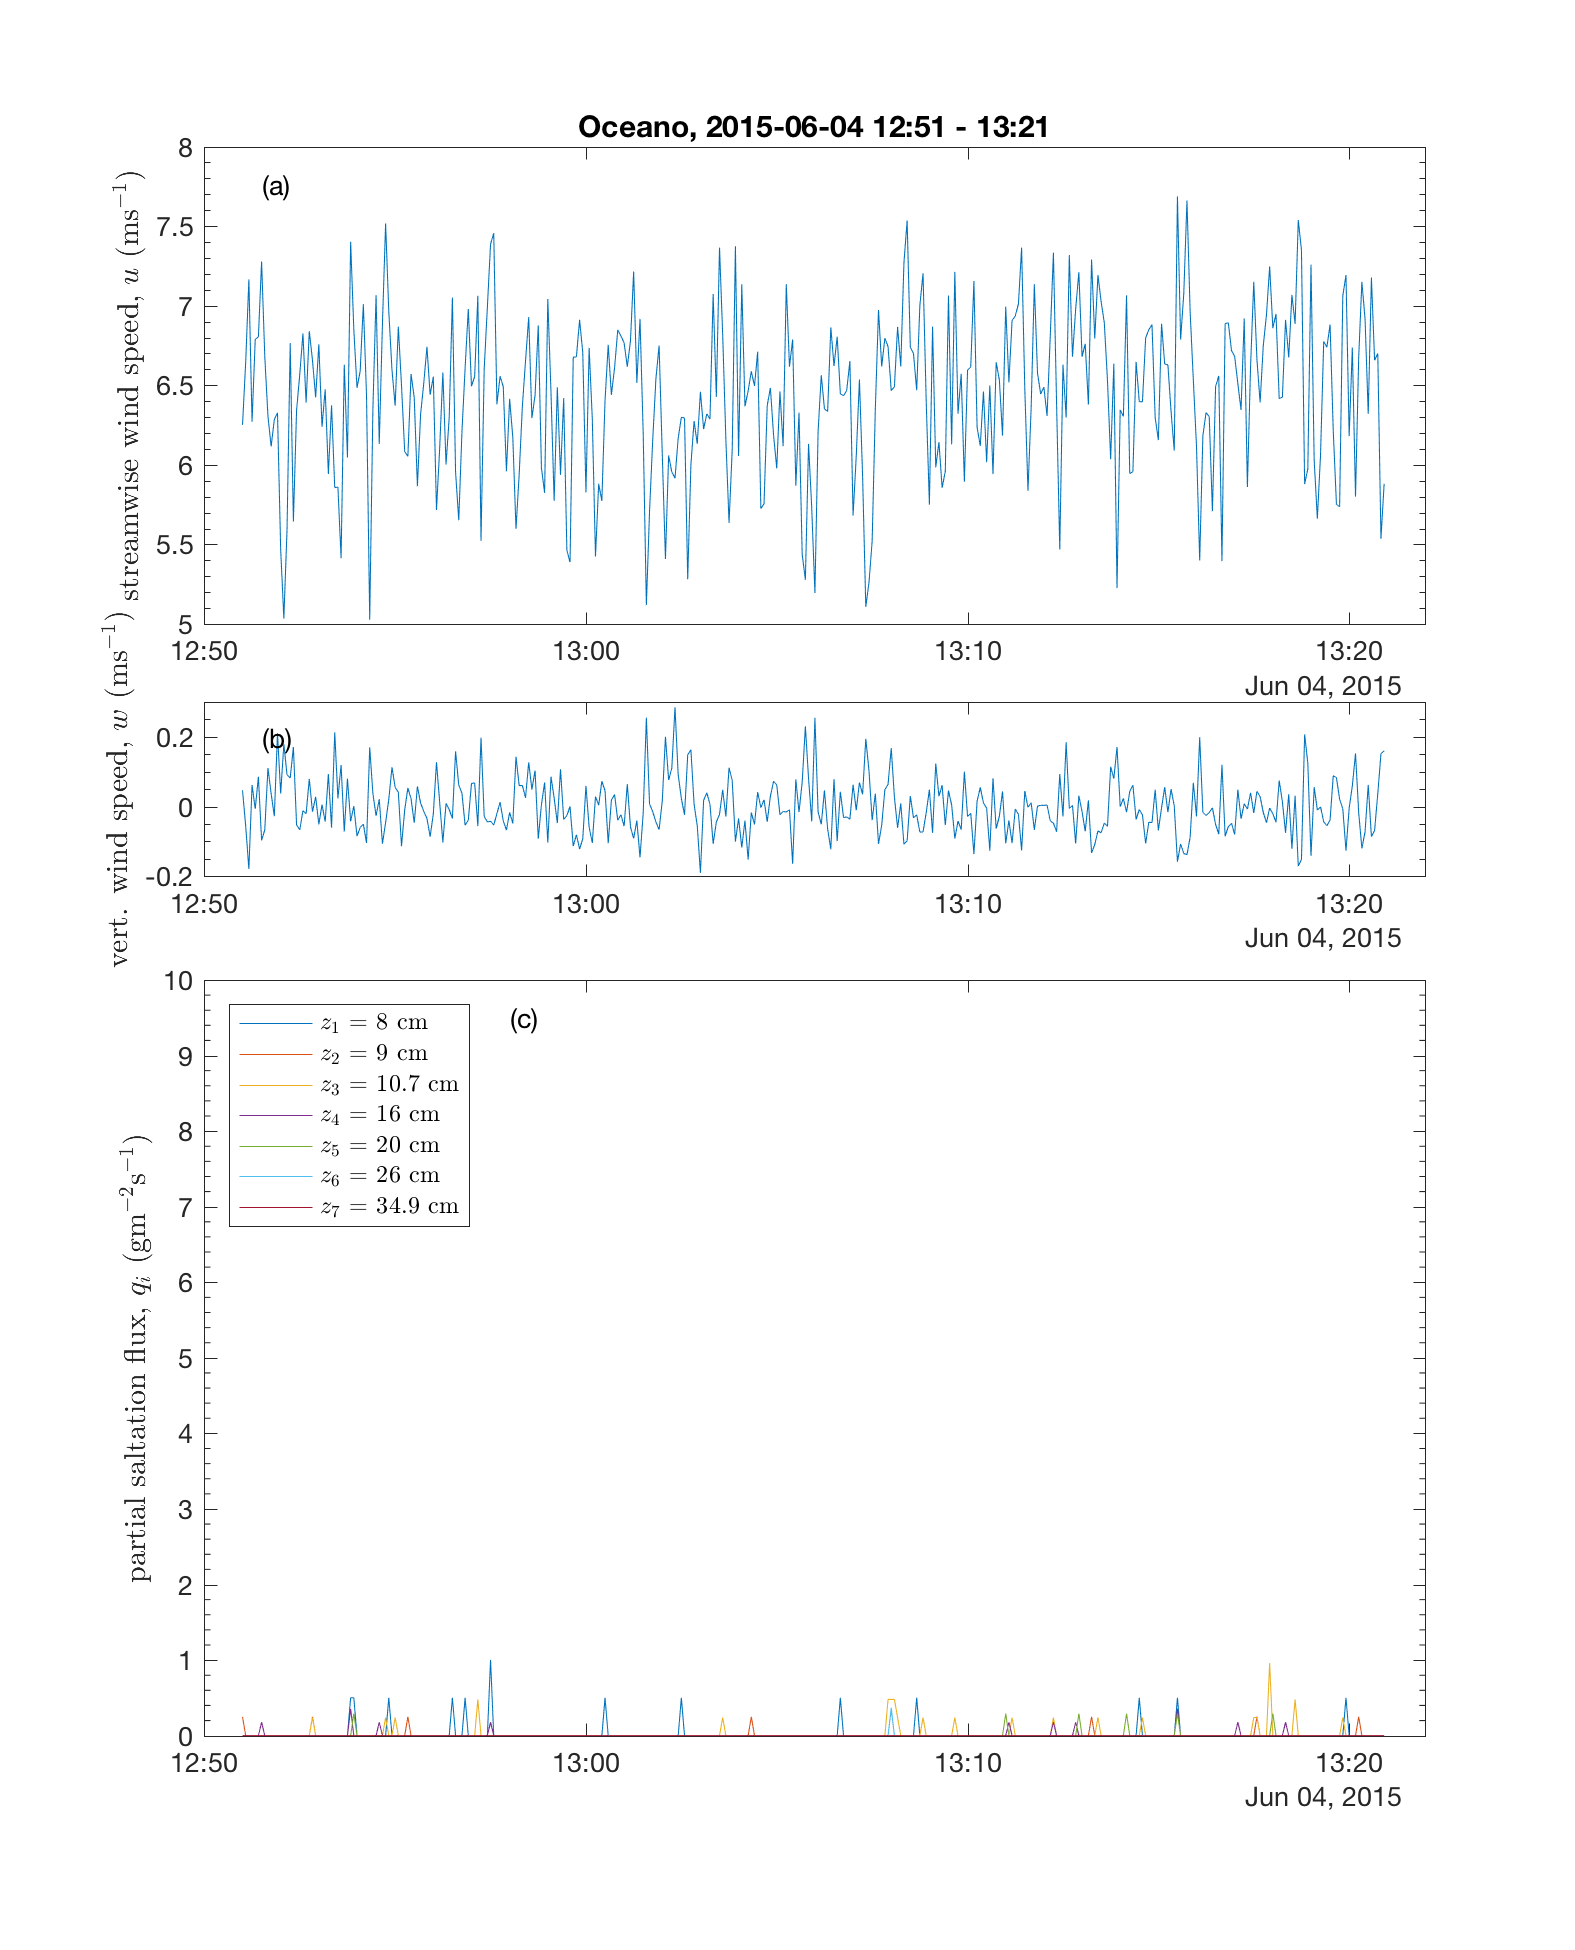 Oceano, 2015-06-04 12:51 - 13:21
(a)
streamwise wind speed, u (ms⁻¹)
8
7.5
7
6.5
6
5.5
5
12:50 13:00 13:10 13:20
Jun 04, 2015
(b)
vert. wind speed, w (ms⁻¹)
0.2
0
-0.2
12:50 13:00 13:10 13:20
Jun 04, 2015
(c)
partial saltation flux, qᵢ (gm⁻²s⁻¹)
10
9
8
7
6
5
4
3
2
1
0
z₁ = 8 cm
z₂ = 9 cm
z₃ = 10.7 cm
z₄ = 16 cm
z₅ = 20 cm
z₆ = 26 cm
z₇ = 34.9 cm
12:50 13:00 13:10 13:20
Jun 04, 2015